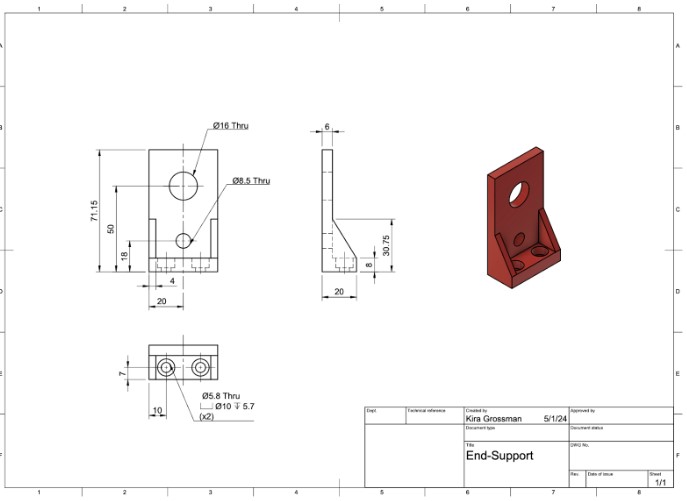 1 2 3 4 5 6 7 8
A A
B B
C C
D D
E E
F F
Ø16 Thru
Ø8.5 Thru
71,15
50
18
4
20
6
30.75
8
20
7
10
Ø5.8 Thru
⌴ Ø10 ↧ 5.7
(x2)
Dept. Technical reference Created by Approved by
Kira Grossman 5/1/24
Document type Document status
Title DWG No.
End-Support
Rev. Date of issue Sheet
1/1
1 2 3 4 5 6 7 8